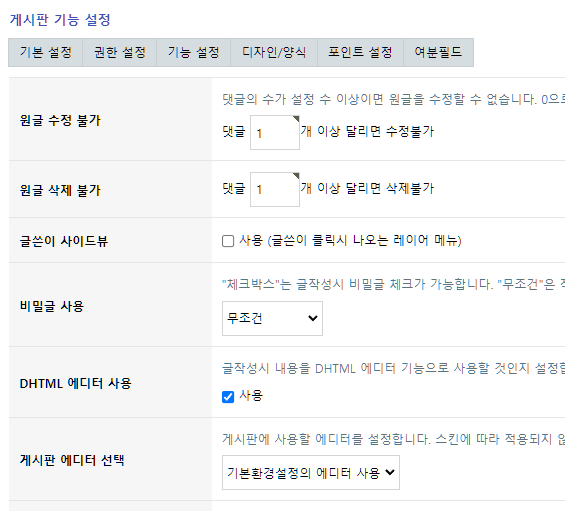 게시판 기능 설정
기본 설정 권한 설정 기능 설정 디자인/양식 포인트 설정 여분필드
댓글의 수가 설정 수 이상이면 원글을 수정할 수 없습니다. 0으
원글 수정 불가
댓글 1 개 이상 달리면 수정불가
원글 삭제 불가
댓글 1 개 이상 달리면 삭제불가
글쓴이 사이드뷰
사용 (글쓴이 클릭시 나오는 레이어 메뉴)
"체크박스"는 글작성시 비밀글 체크가 가능합니다. "무조건"은
비밀글 사용
무조건
글작성시 내용을 DHTML 에디터 기능으로 사용할 것인지
DHTML 에디터 사용
사용
게시판에 사용할 에디터를 설정합니다. 스킨에 따라 적용되지
게시판 에디터 선택
기본환경설정의 에디터 사용